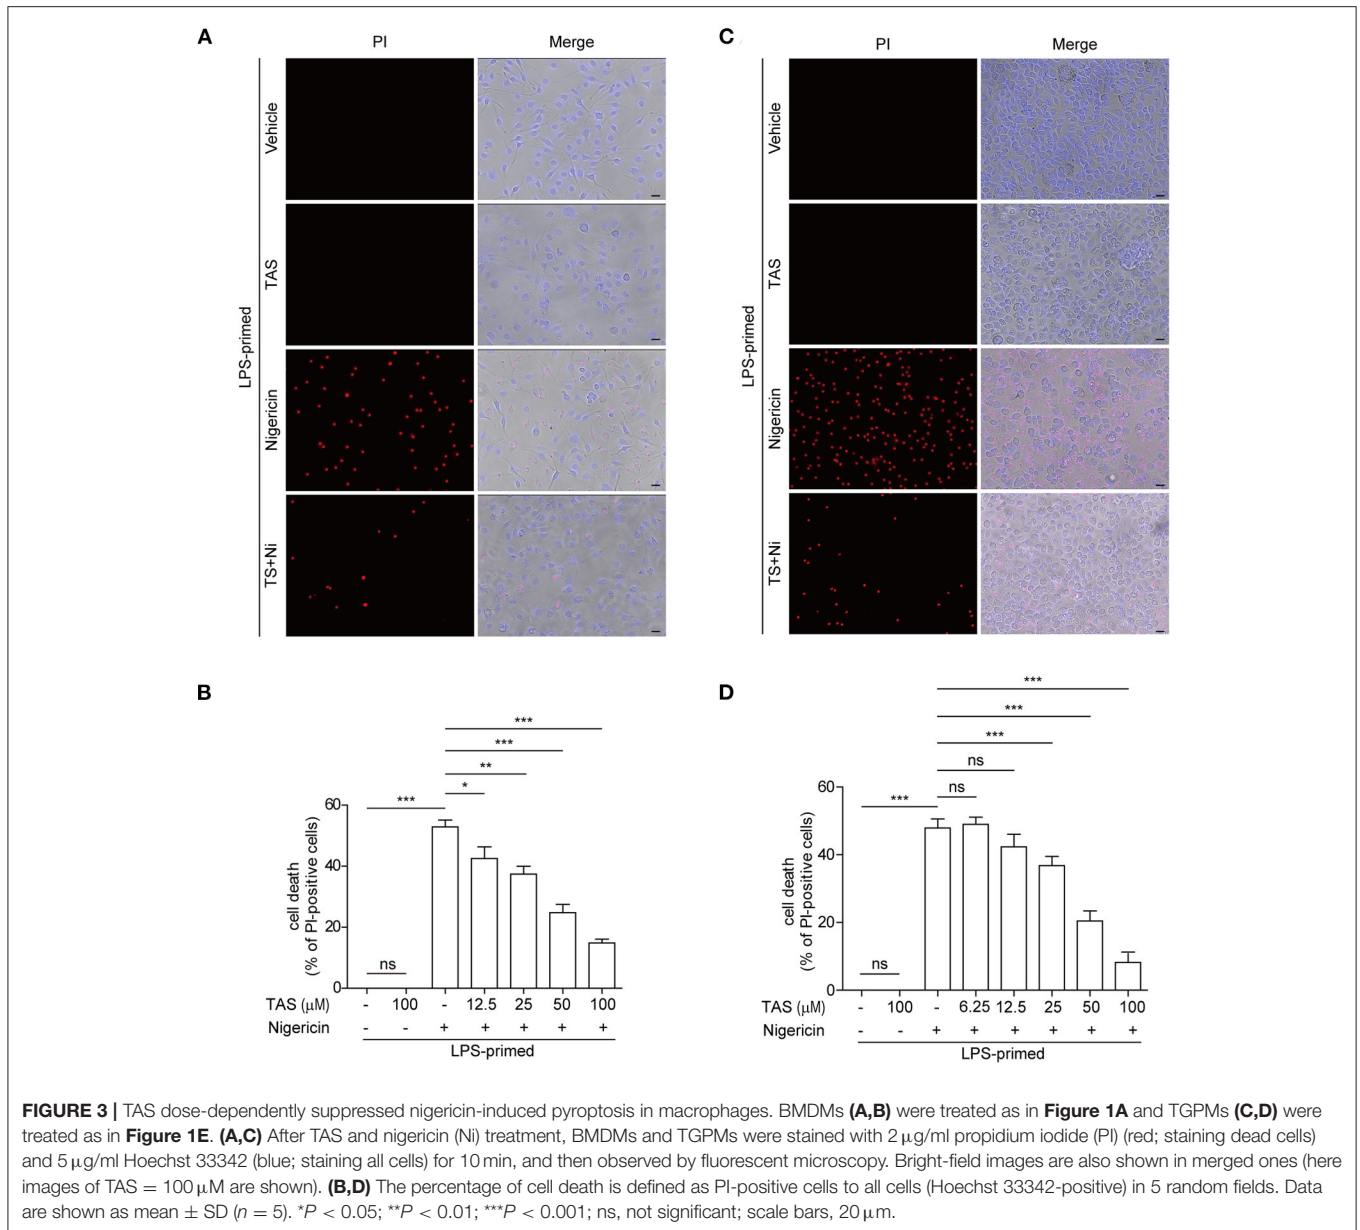 A
PI
Merge
Vehicle
TAS
Nigericin
TS+Ni
LPS-primed
C
PI
Merge
Vehicle
TAS
Nigericin
TS+Ni
LPS-primed
B
***
***
**
*
***
ns
60
40
20
0
cell death
(% of PI-positive cells)
TAS (μM) - 100 - 12.5 25 50 100
Nigericin - - + + + + +
LPS-primed
D
***
***
***
ns
ns
***
ns
60
40
20
0
cell death
(% of PI-positive cells)
TAS (μM) - 100 - 6.25 12.5 25 50 100
Nigericin - - + + + + + +
LPS-primed
FIGURE 3 | TAS dose-dependently suppressed nigericin-induced pyroptosis in macrophages. BMDMs (A,B) were treated as in Figure 1A and TGPMs (C,D) were
treated as in Figure 1E. (A,C) After TAS and nigericin (Ni) treatment, BMDMs and TGPMs were stained with 2 μg/ml propidium iodide (PI) (red; staining dead cells)
and 5 μg/ml Hoechst 33342 (blue; staining all cells) for 10 min, and then observed by fluorescent microscopy. Bright-field images are also shown in merged ones (here
images of TAS = 100 μM are shown). (B,D) The percentage of cell death is defined as PI-positive cells to all cells (Hoechst 33342-positive) in 5 random fields. Data
are shown as mean ± SD (n = 5). *P < 0.05; **P < 0.01; ***P < 0.001; ns, not significant; scale bars, 20 μm.